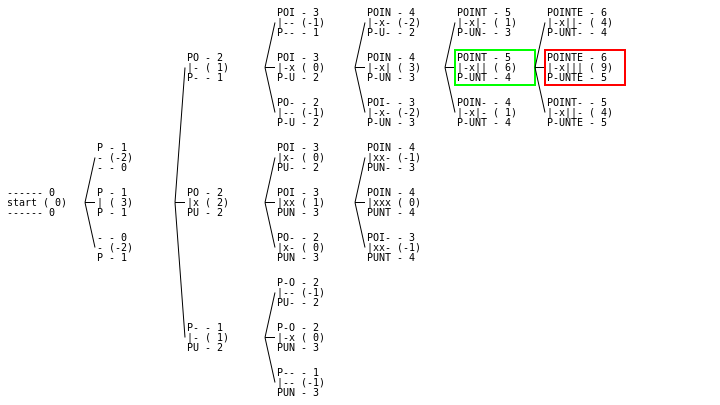 ------ 0
start ( 0)
------ 0
P - 1
- (-2)
- - 0
P - 1
| ( 3)
P - 1
- - 0
- (-2)
P - 1
PO - 2
|- ( 1)
P- - 1
PO - 2
|x ( 2)
PU - 2
P- - 1
|- ( 1)
PU - 2
POI - 3
|-- (-1)
P-- - 1
POI - 3
|-x ( 0)
P-U - 2
PO- - 2
|-- (-1)
P-U - 2
POI - 3
|x- ( 0)
PU- - 2
POI - 3
|xx ( 1)
PUN - 3
PO- - 2
|x- ( 0)
PUN - 3
P-O - 2
|-- (-1)
PU- - 2
P-O - 2
|-x ( 0)
PUN - 3
P-- - 1
|-- (-1)
PUN - 3
POIN - 4
|-x- (-2)
P-U- - 2
POIN - 4
|-x| ( 3)
P-UN - 3
POI- - 3
|-x- (-2)
P-UN - 3
POIN - 4
|xx- (-1)
PUN- - 3
POIN - 4
|xxx ( 0)
PUNT - 4
POI- - 3
|xx- (-1)
PUNT - 4
POINT - 5
|-x|- ( 1)
P-UN- - 3
POINT - 5
|-x|| ( 6)
P-UNT - 4
POIN- - 4
|-x|- ( 1)
P-UNT - 4
POINTE - 6
|-x||- ( 4)
P-UNT- - 4
POINTE - 6
|-x||| ( 9)
P-UNTE - 5
POINT- - 5
|-x||- ( 4)
P-UNTE - 5